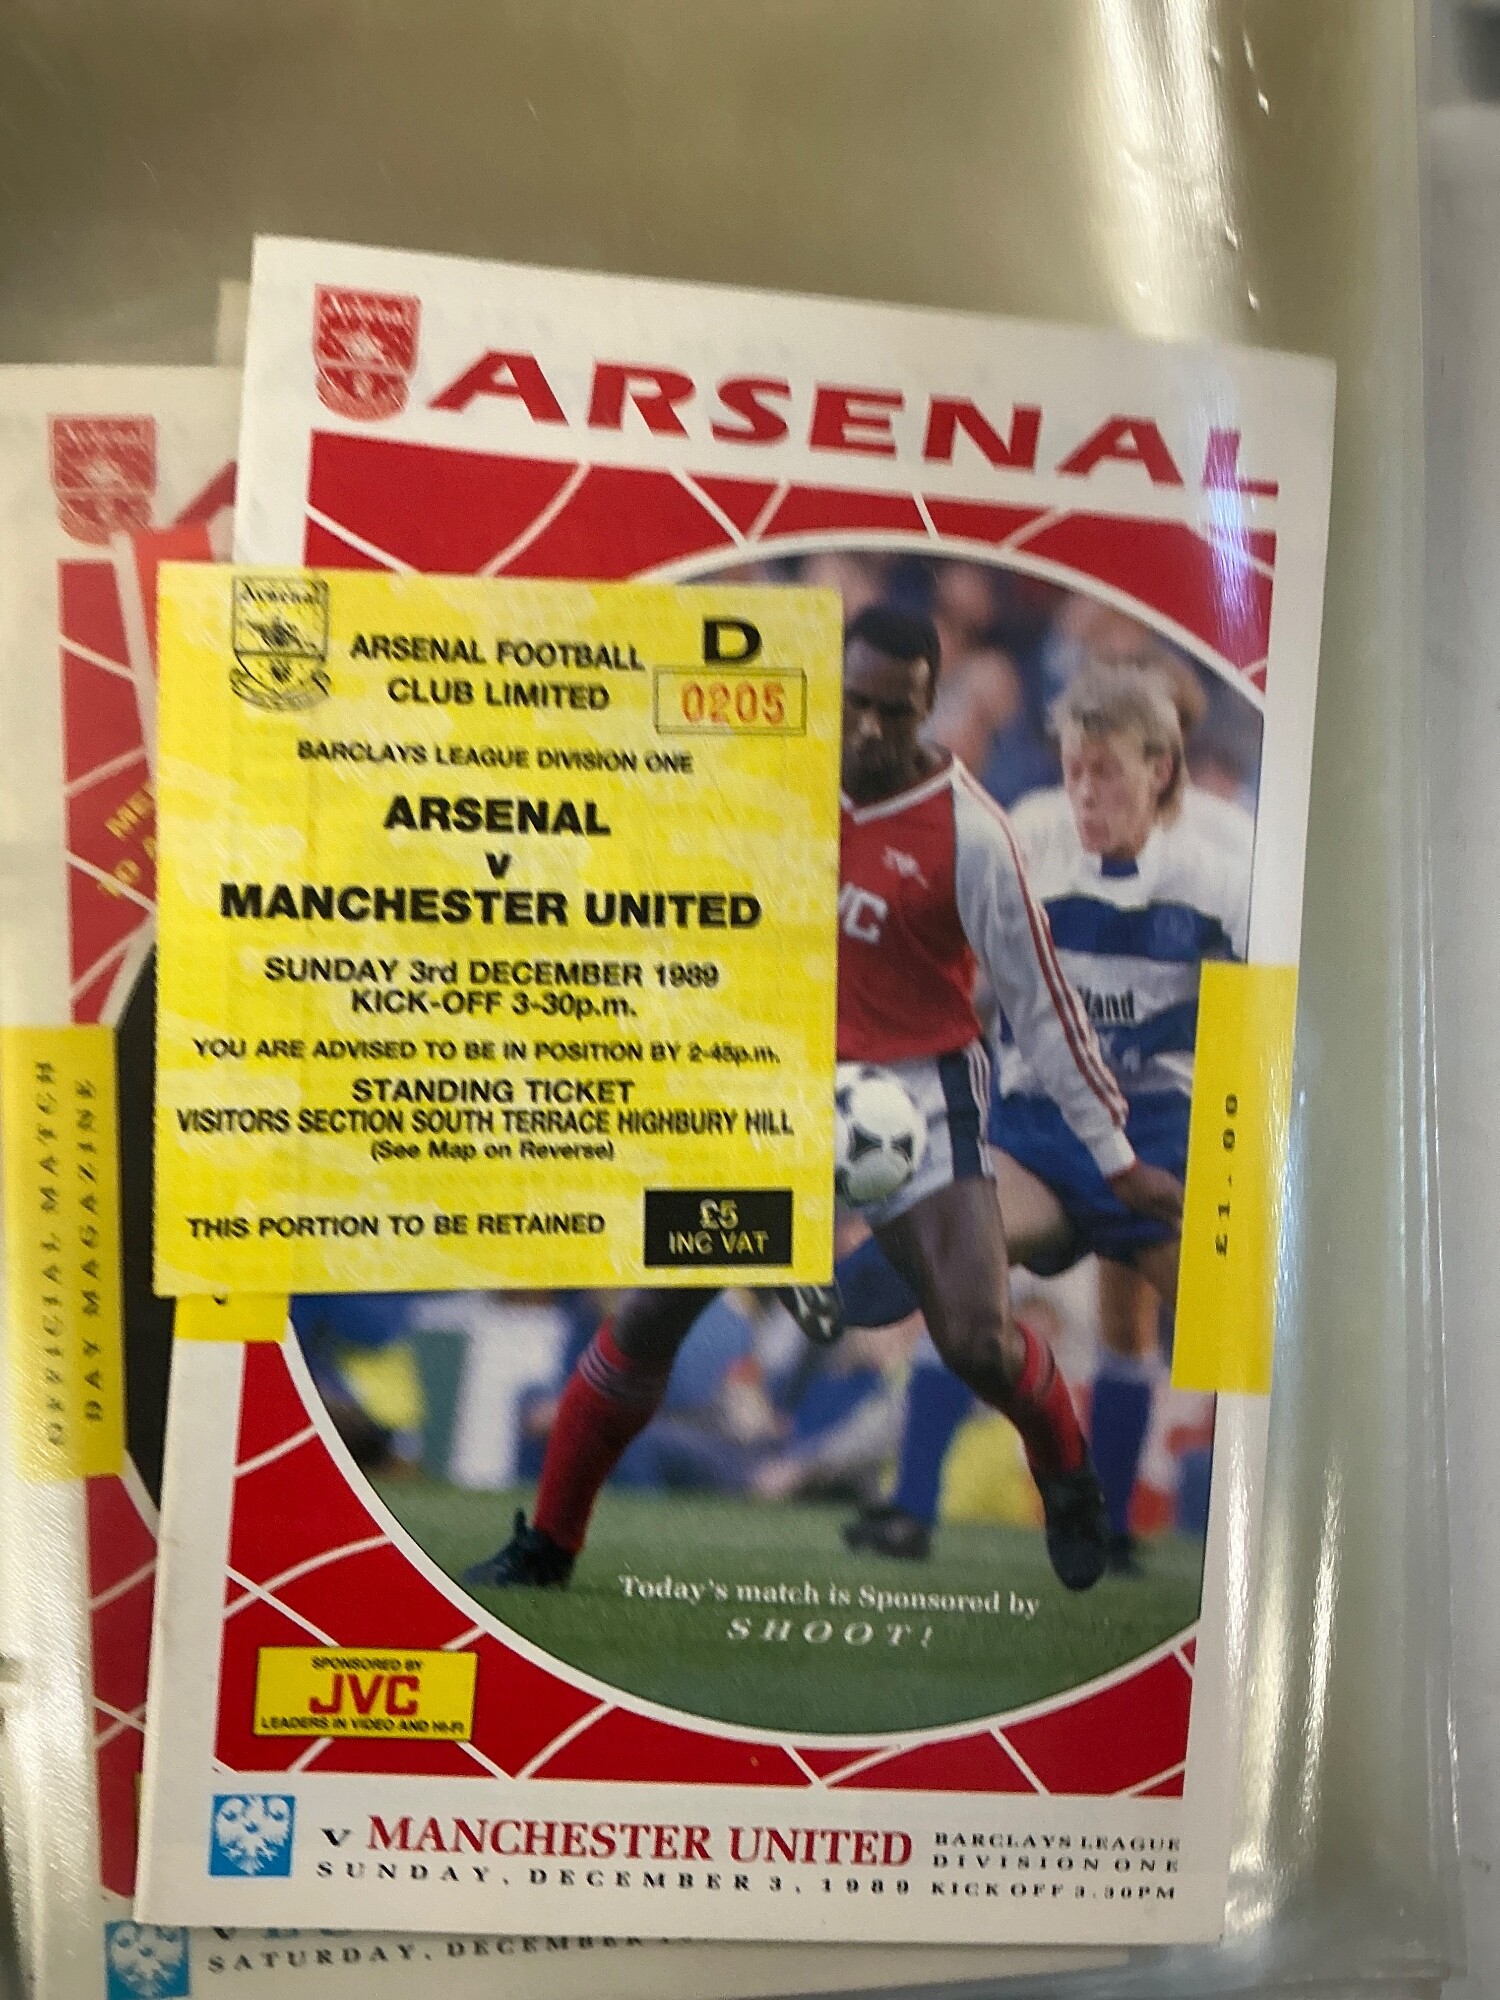 Arsenal
ARSENAL
Arsenal
ARSENAL FOOTBALL
CLUB LIMITED
D
0205
BARCLAYS LEAGUE DIVISION ONE
ARSENAL
v
MANCHESTER UNITED
SUNDAY 3rd DECEMBER 1989
KICK-OFF 3-30p.m.
YOU ARE ADVISED TO BE IN POSITION BY 2-45p.m.
STANDING TICKET
VISITORS SECTION SOUTH TERRACE HIGHBURY HILL
(See Map on Reverse)
THIS PORTION TO BE RETAINED
£5
INC VAT
£1.00
Today's match is Sponsored by
SHOOT!
SPONSORED BY
JVC
LEADERS IN VIDEO AND HI-FI
V MANCHESTER UNITED
SUNDAY, DECEMBER 3, 1989
BARCLAYS LEAGUE
DIVISION ONE
KICK OFF 3.30PM
OFFICIAL MATCH
DAY MAGAZINE
SATURDAY, DECEMBER